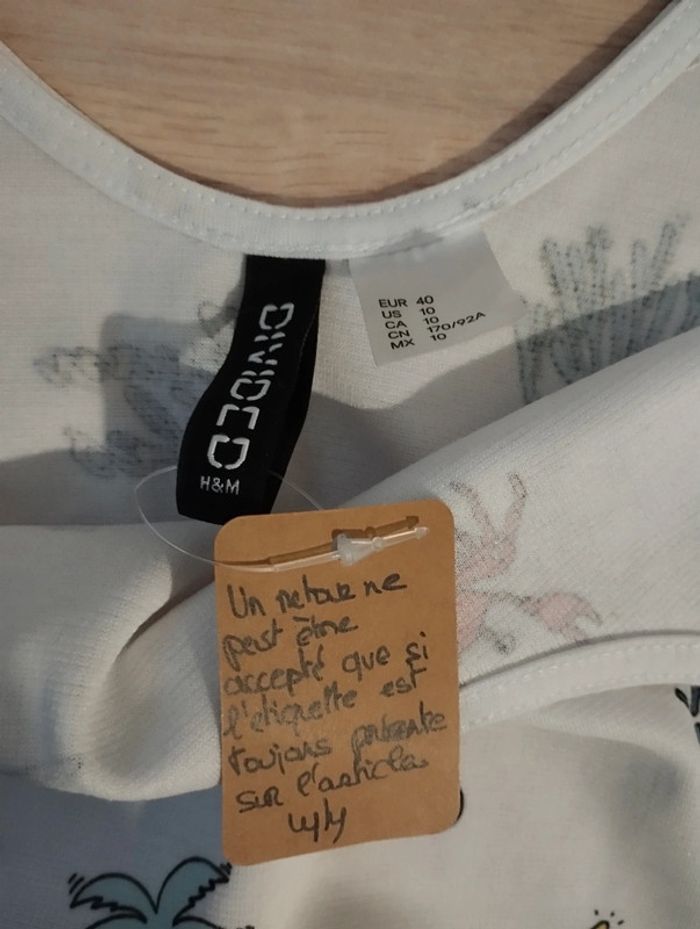 DIVIDED
H&M
EUR 40
US 10
CA 10
CN 170/92A
MX 10
Un retour ne
peut être
accepté que si
l'étiquette est
toujours présente
sur l'article